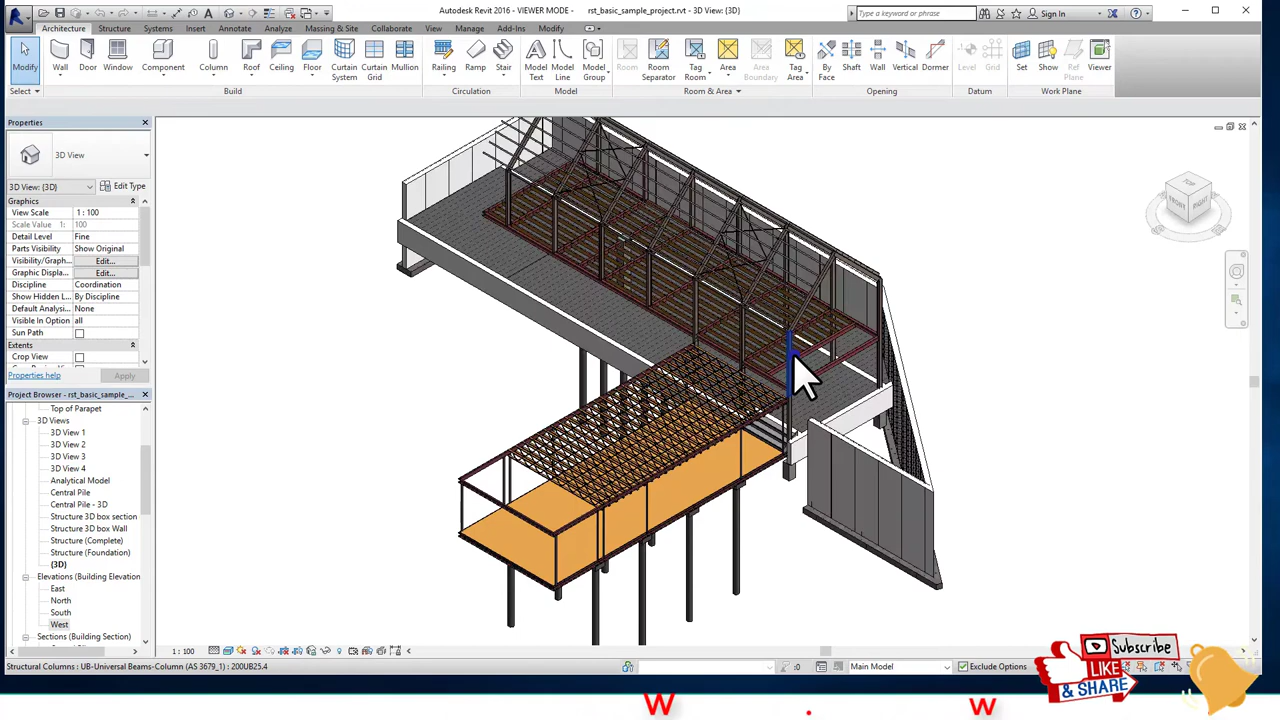 Autodesk Revit 2016 - VIEWER MODE - rst_basic_sample_project.rvt - 3D View: {3D}
Type a keyword or phrase
Sign In
Architecture Structure Systems Insert Annotate Analyze Massing & Site Collaborate View Manage Add-Ins Modify
Modify Wall Door Window Component Column Roof Ceiling Floor Curtain System Curtain Grid Mullion Railing Ramp Stair Model Text Model Line Model Group Room Room Separator Tag Room Area Area Boundary Tag Area By Face Shaft Wall Vertical Dormer Level Grid Set Show Ref Plane Viewer
Select Build Circulation Model Room & Area Opening Datum Work Plane
Properties
3D View
3D View: {3D} Edit Type
Graphics
View Scale 1 : 100
Scale Value 1: 100
Detail Level Fine
Parts Visibility Show Original
Visibility/Graph... Edit...
Graphic Displa... Edit...
Discipline Coordination
Show Hidden L... By Discipline
Default Analysi... None
Visible In Option all
Sun Path
Extents
Crop View
Properties help Apply
Project Browser - rst_basic_sample_...
Top of Parapet
3D Views
3D View 1
3D View 2
3D View 3
3D View 4
Analytical Model
Central Pile
Central Pile - 3D
Structure 3D box section
Structure 3D box Wall
Structure (Complete)
Structure (Foundation)
{3D}
Elevations (Building Elevation
East
North
South
West
Sections (Building Section)
TOP
FRONT
RIGHT
1 : 100
Structural Columns : UB-Universal Beams-Column (AS 3679_1) : 200UB25.4
:0
Main Model
Exclude Options
Subscribe
LIKE
& SHARE
W . W